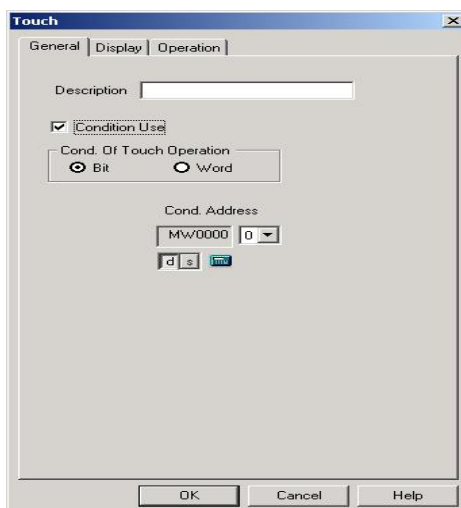 Touch
General Display Operation
Description
Condition Use
Cond. Of Touch Operation
Bit Word
Cond. Address
MW0000 0
d s
OK Cancel Help